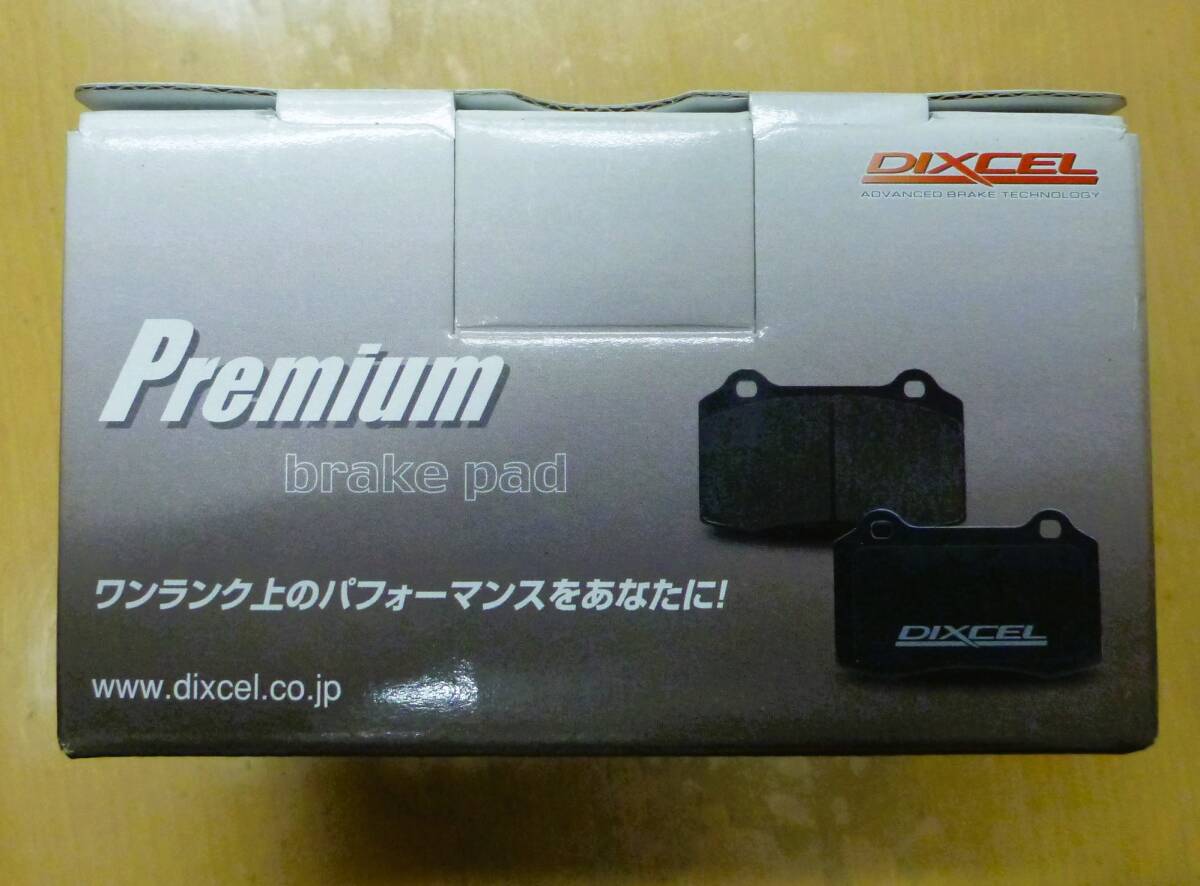 DIXCEL
ADVANCED BRAKE TECHNOLOGY
Premium
brake pad
ワンランク上のパフォーマンスをあなたに!
DIXCEL
www.dixcel.co.jp